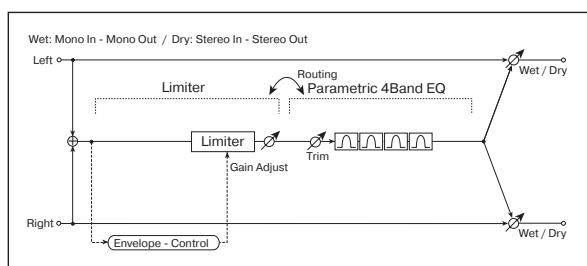 Wet: Mono In - Mono Out / Dry: Stereo In - Stereo Out
Left
Wet / Dry
Routing
Limiter
Parametric 4Band EQ
Limiter
Gain Adjust
Trim
Right
Envelope - Control
Wet / Dry